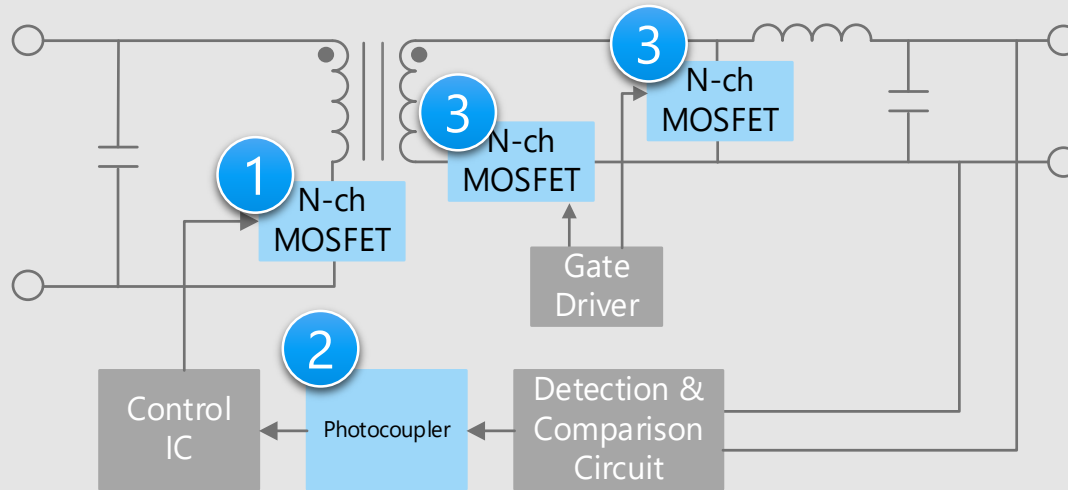 3
N-ch
MOSFET
3
N-ch
MOSFET
1
N-ch
MOSFET
Gate
Driver
2
Control
IC
Photocoupler
Detection &
Comparison
Circuit